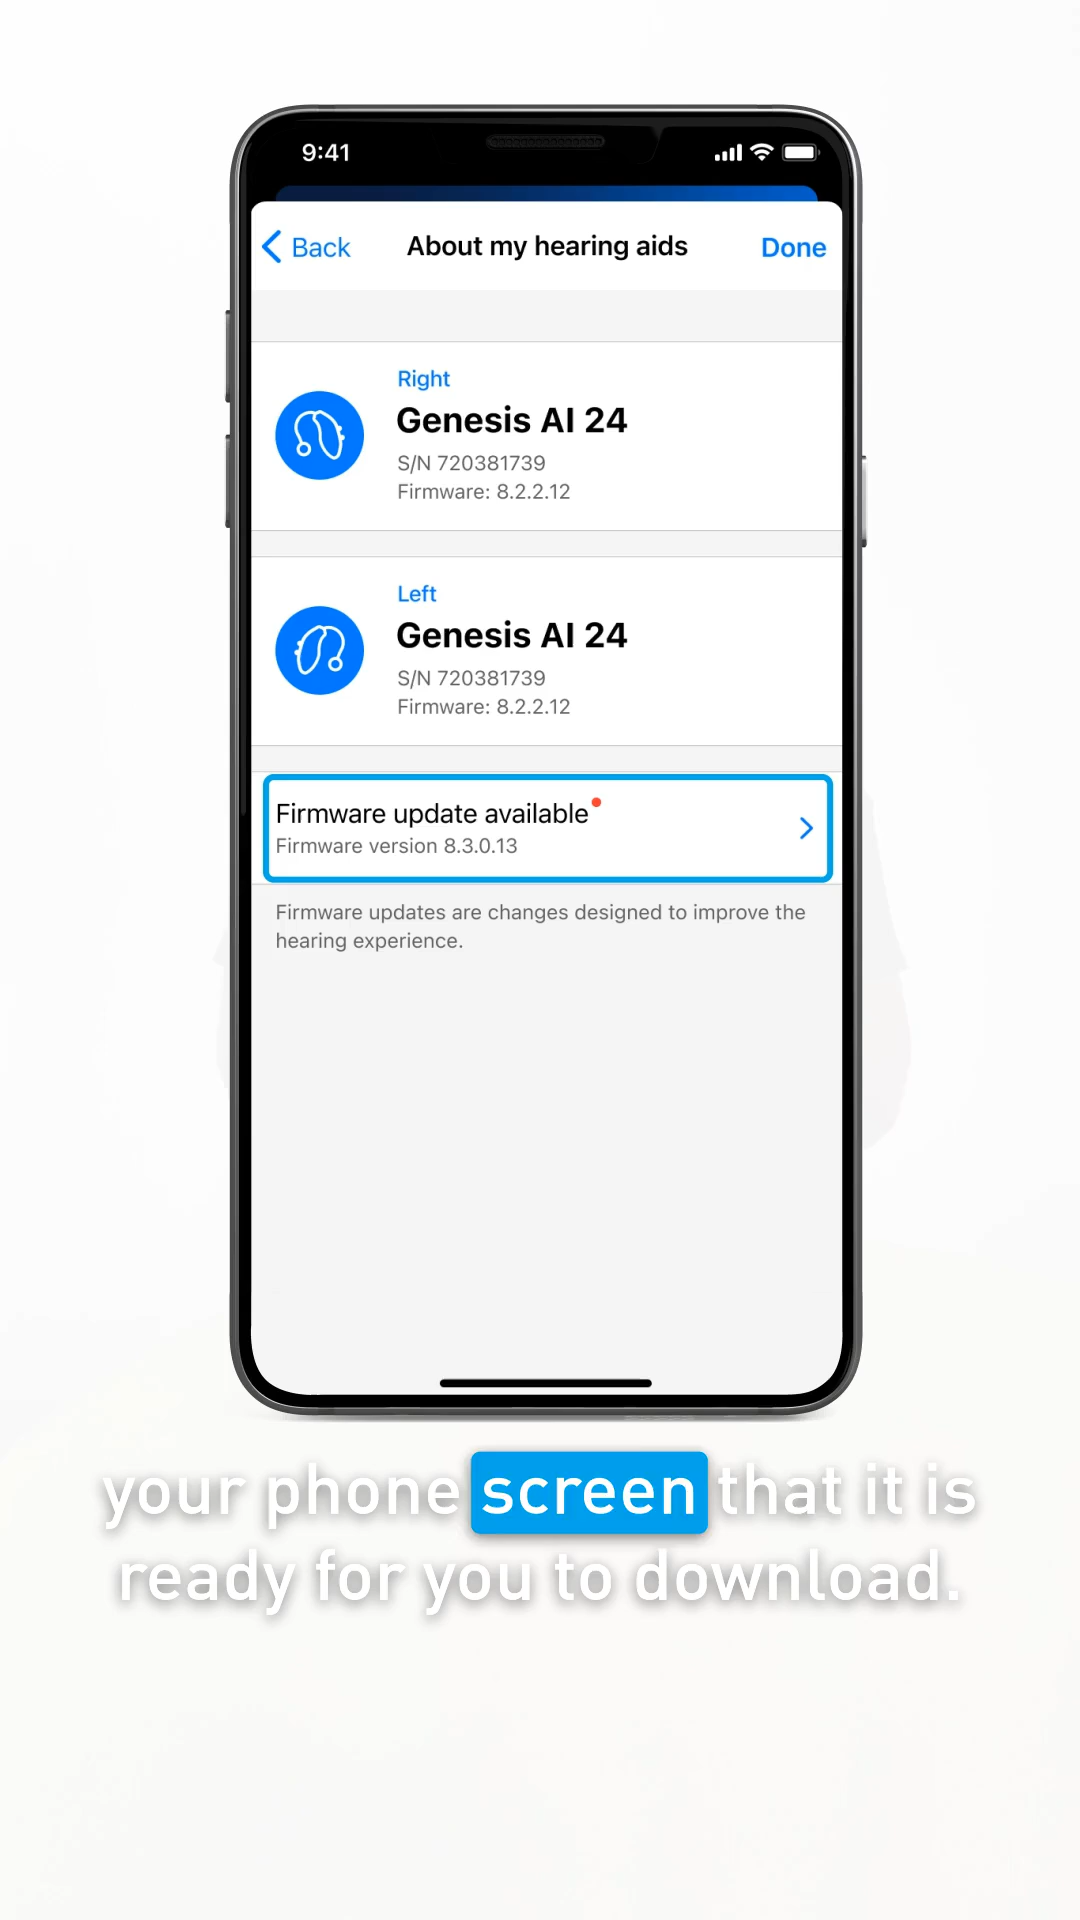 9:41
Back About my hearing aids Done
Right
Genesis AI 24
S/N 720381739
Firmware: 8.2.2.12
Left
Genesis AI 24
S/N 720381739
Firmware: 8.2.2.12
Firmware update available
Firmware version 8.3.0.13
Firmware updates are changes designed to improve the
hearing experience.
your phone screen that it is
ready for you to download.